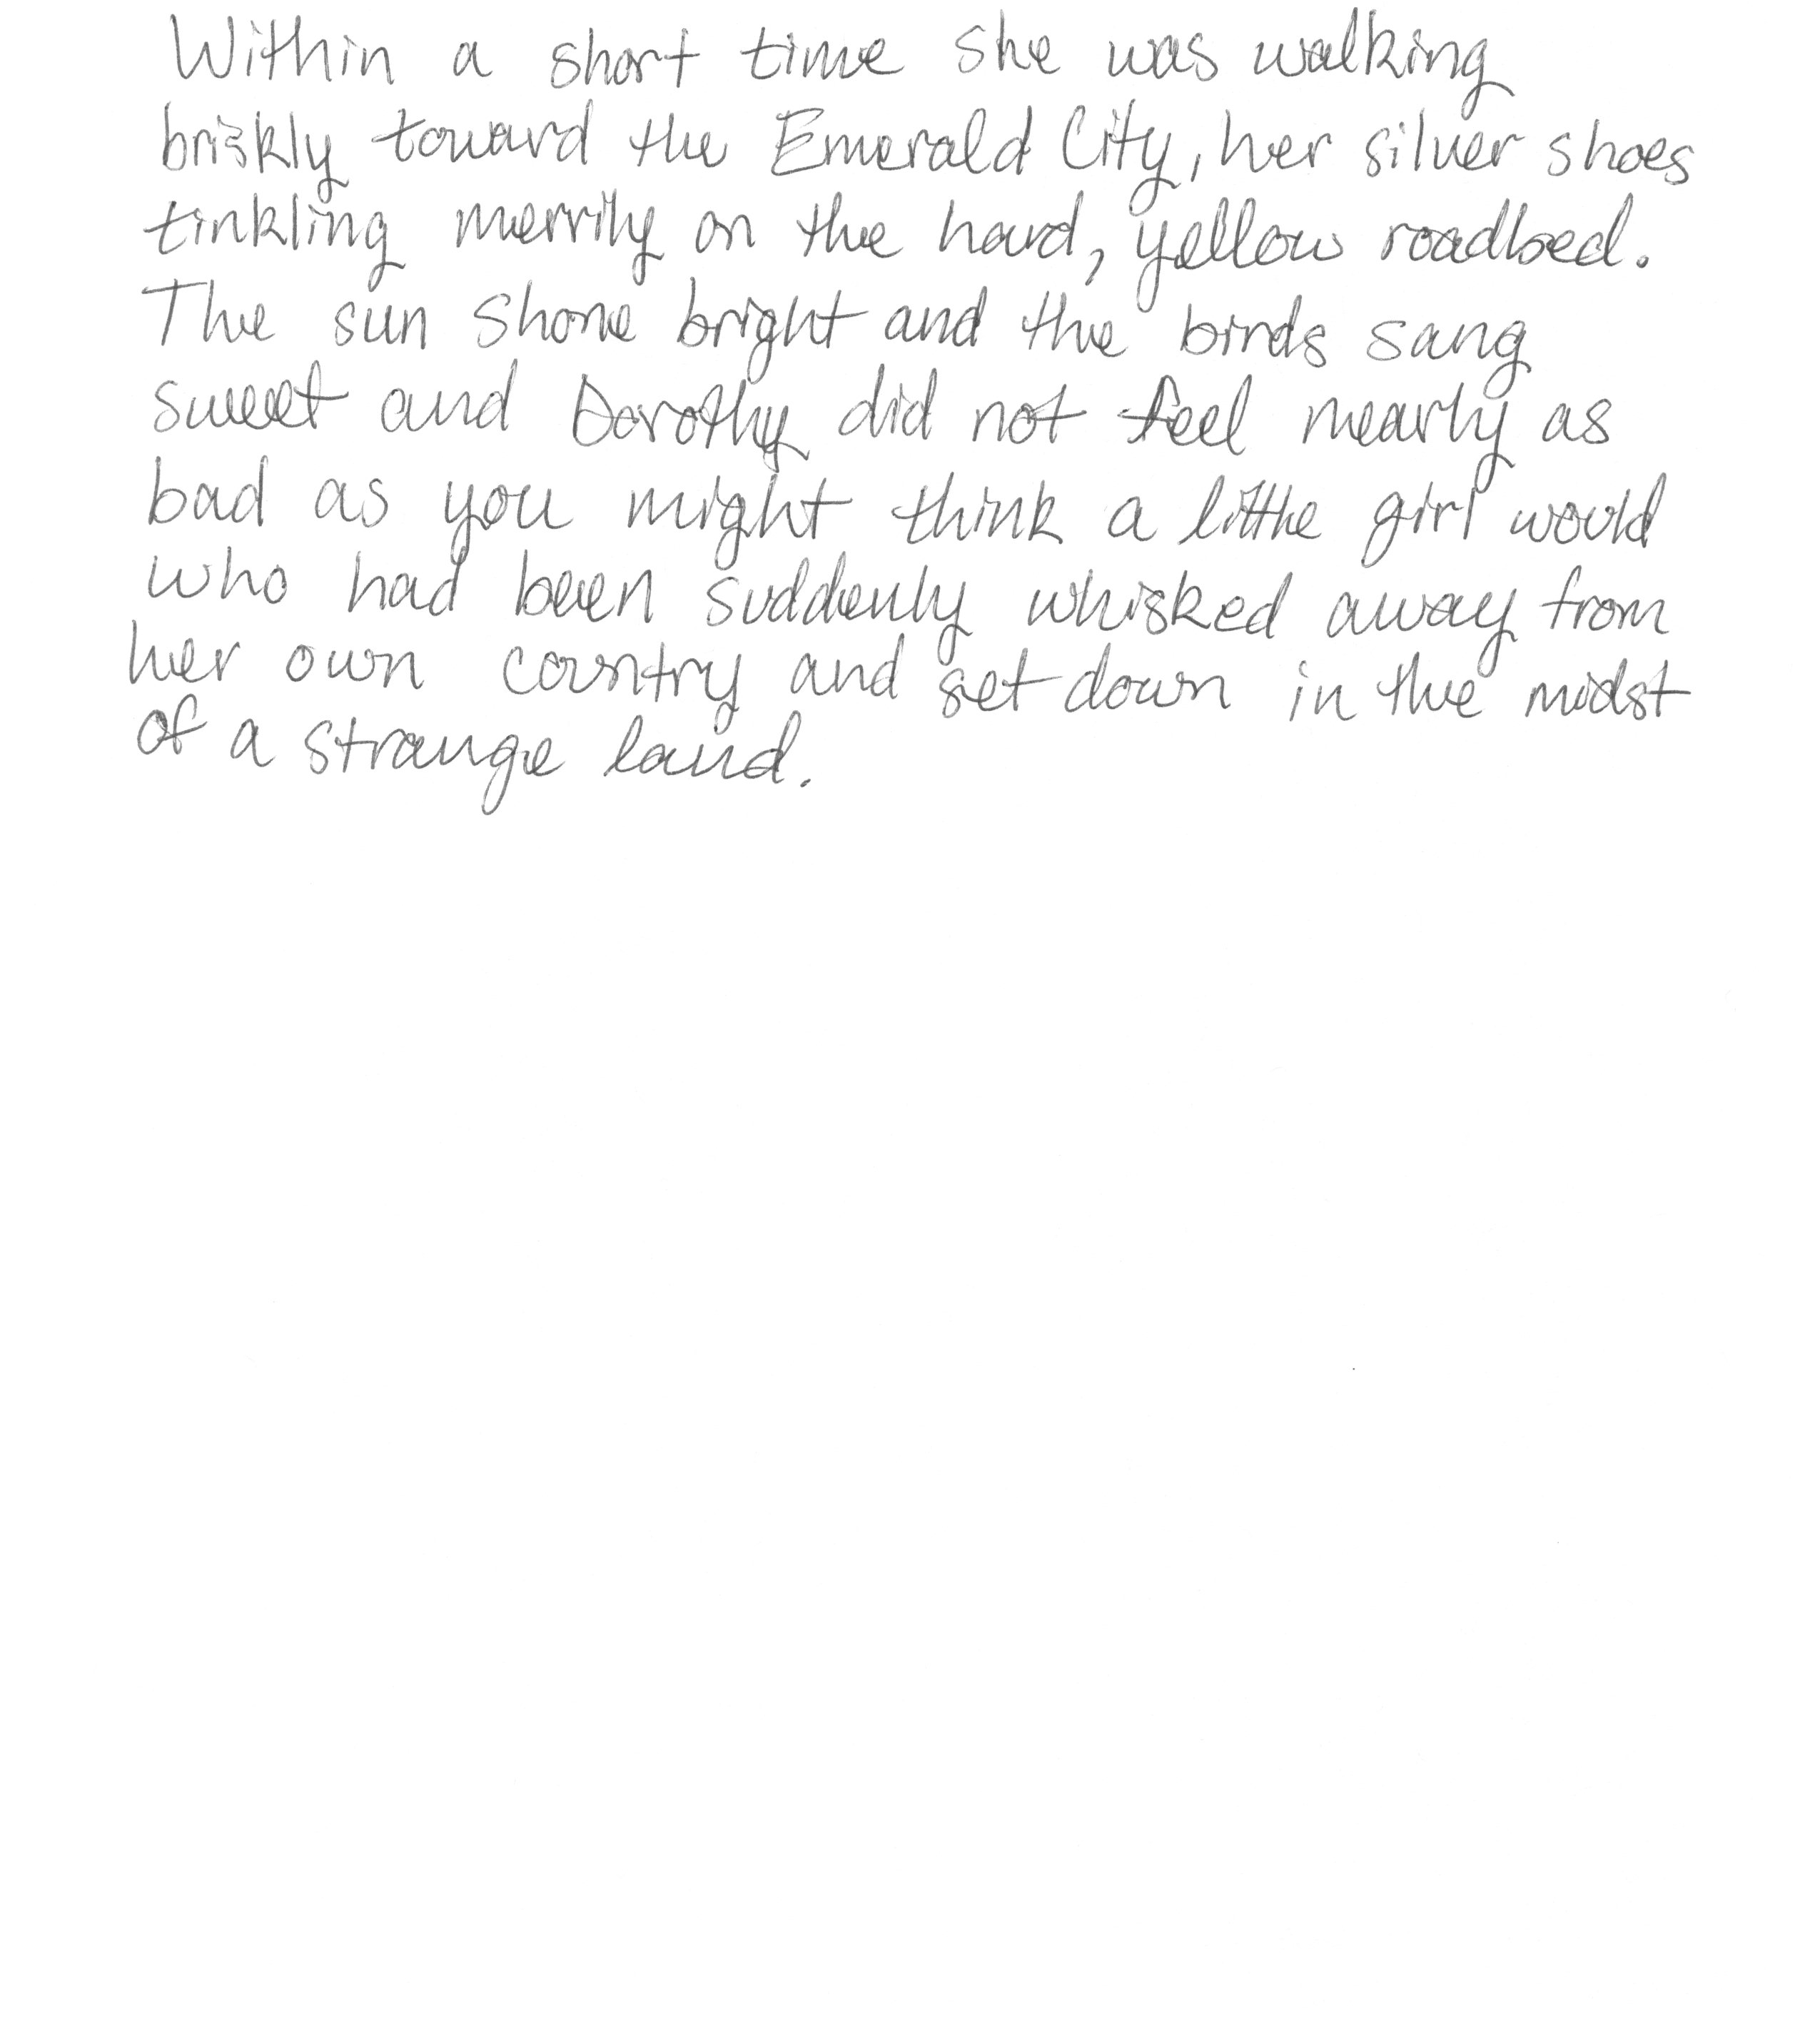 Within a short time she was walking
briskly toward the Emerald City, her silver shoes
tinkling merrily on the hard, yellow roadbed.
The sun shone bright and the birds sang
sweet and Dorothy did not feel nearly as
bad as you might think a little girl would
who had been suddenly whisked away from
her own country and set down in the midst
of a strange land.